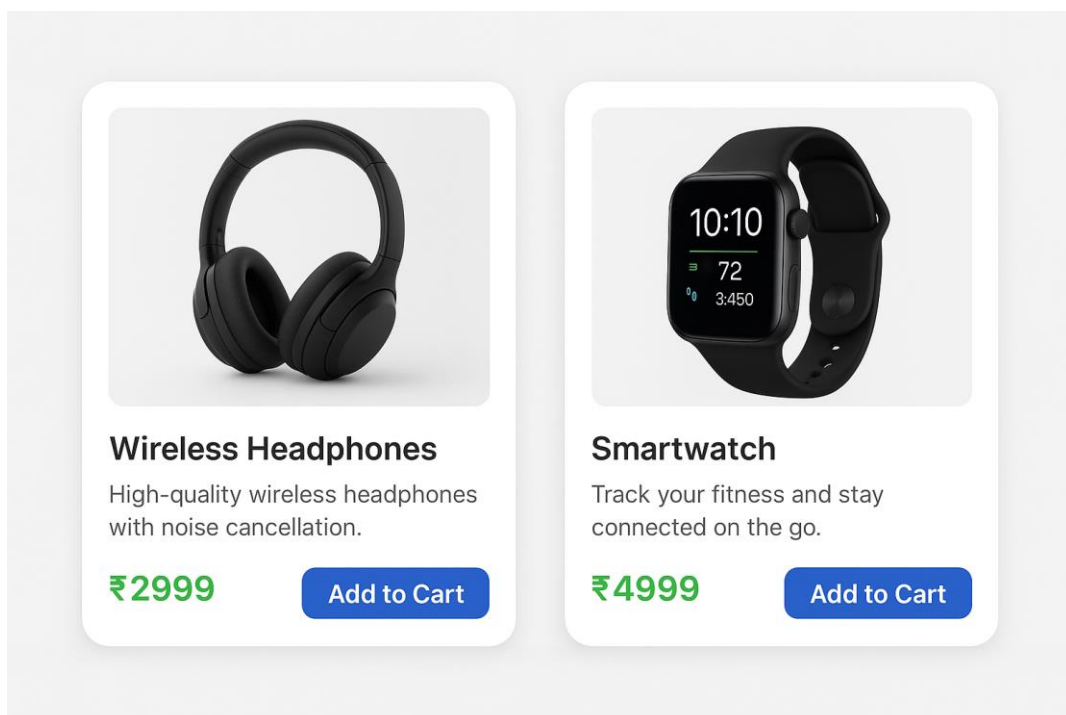 Wireless Headphones
High-quality wireless headphones
with noise cancellation.
₹2999
Add to Cart
10:10
72
3:450
Smartwatch
Track your fitness and stay
connected on the go.
₹4999
Add to Cart